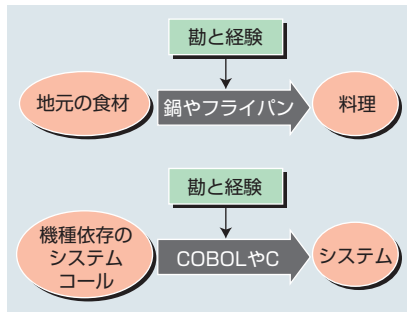 勘と経験
地元の食材
鍋やフライパン
料理
勘と経験
機種依存の
システム
コール
COBOLやC
システム